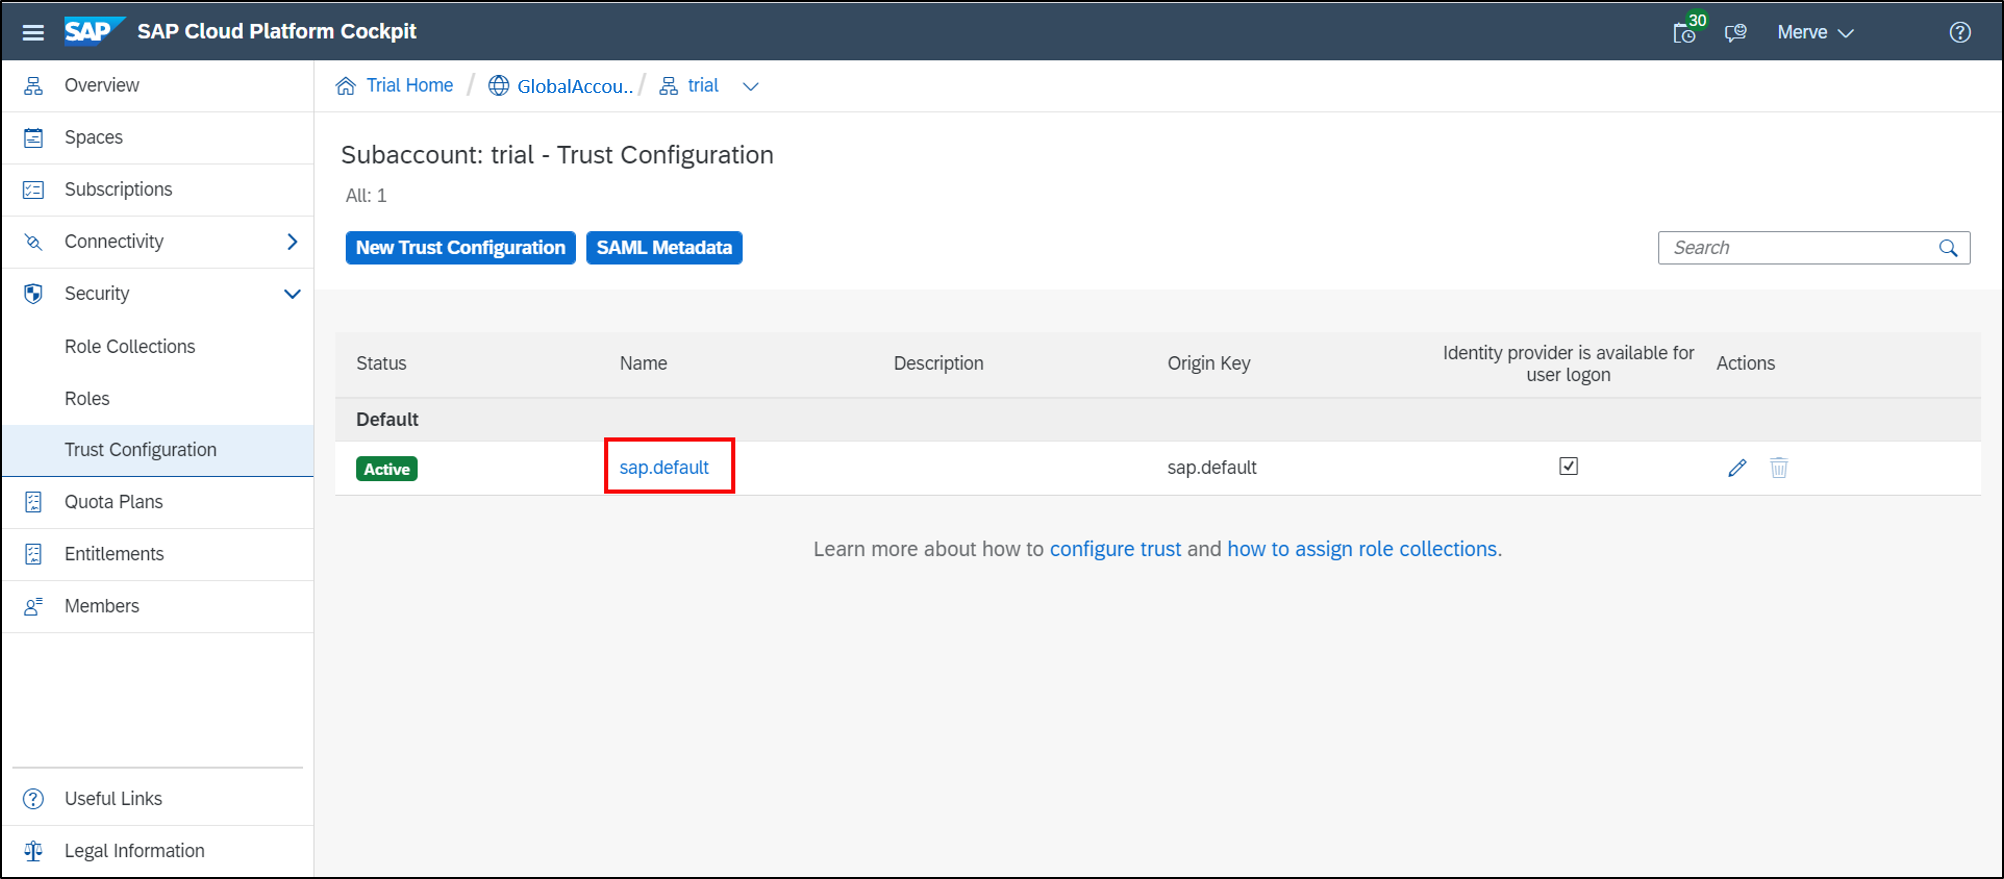 SAP SAP Cloud Platform Cockpit 30 Merve
Overview
Spaces
Subscriptions
Connectivity
Security
Role Collections
Roles
Trust Configuration
Quota Plans
Entitlements
Members
Useful Links
Legal Information
Trial Home / GlobalAccou.. / trial
Subaccount: trial - Trust Configuration
All: 1
New Trust Configuration SAML Metadata Search
Status Name Description Origin Key Identity provider is available for user logon Actions
Default
Active sap.default sap.default
Learn more about how to configure trust and how to assign role collections.